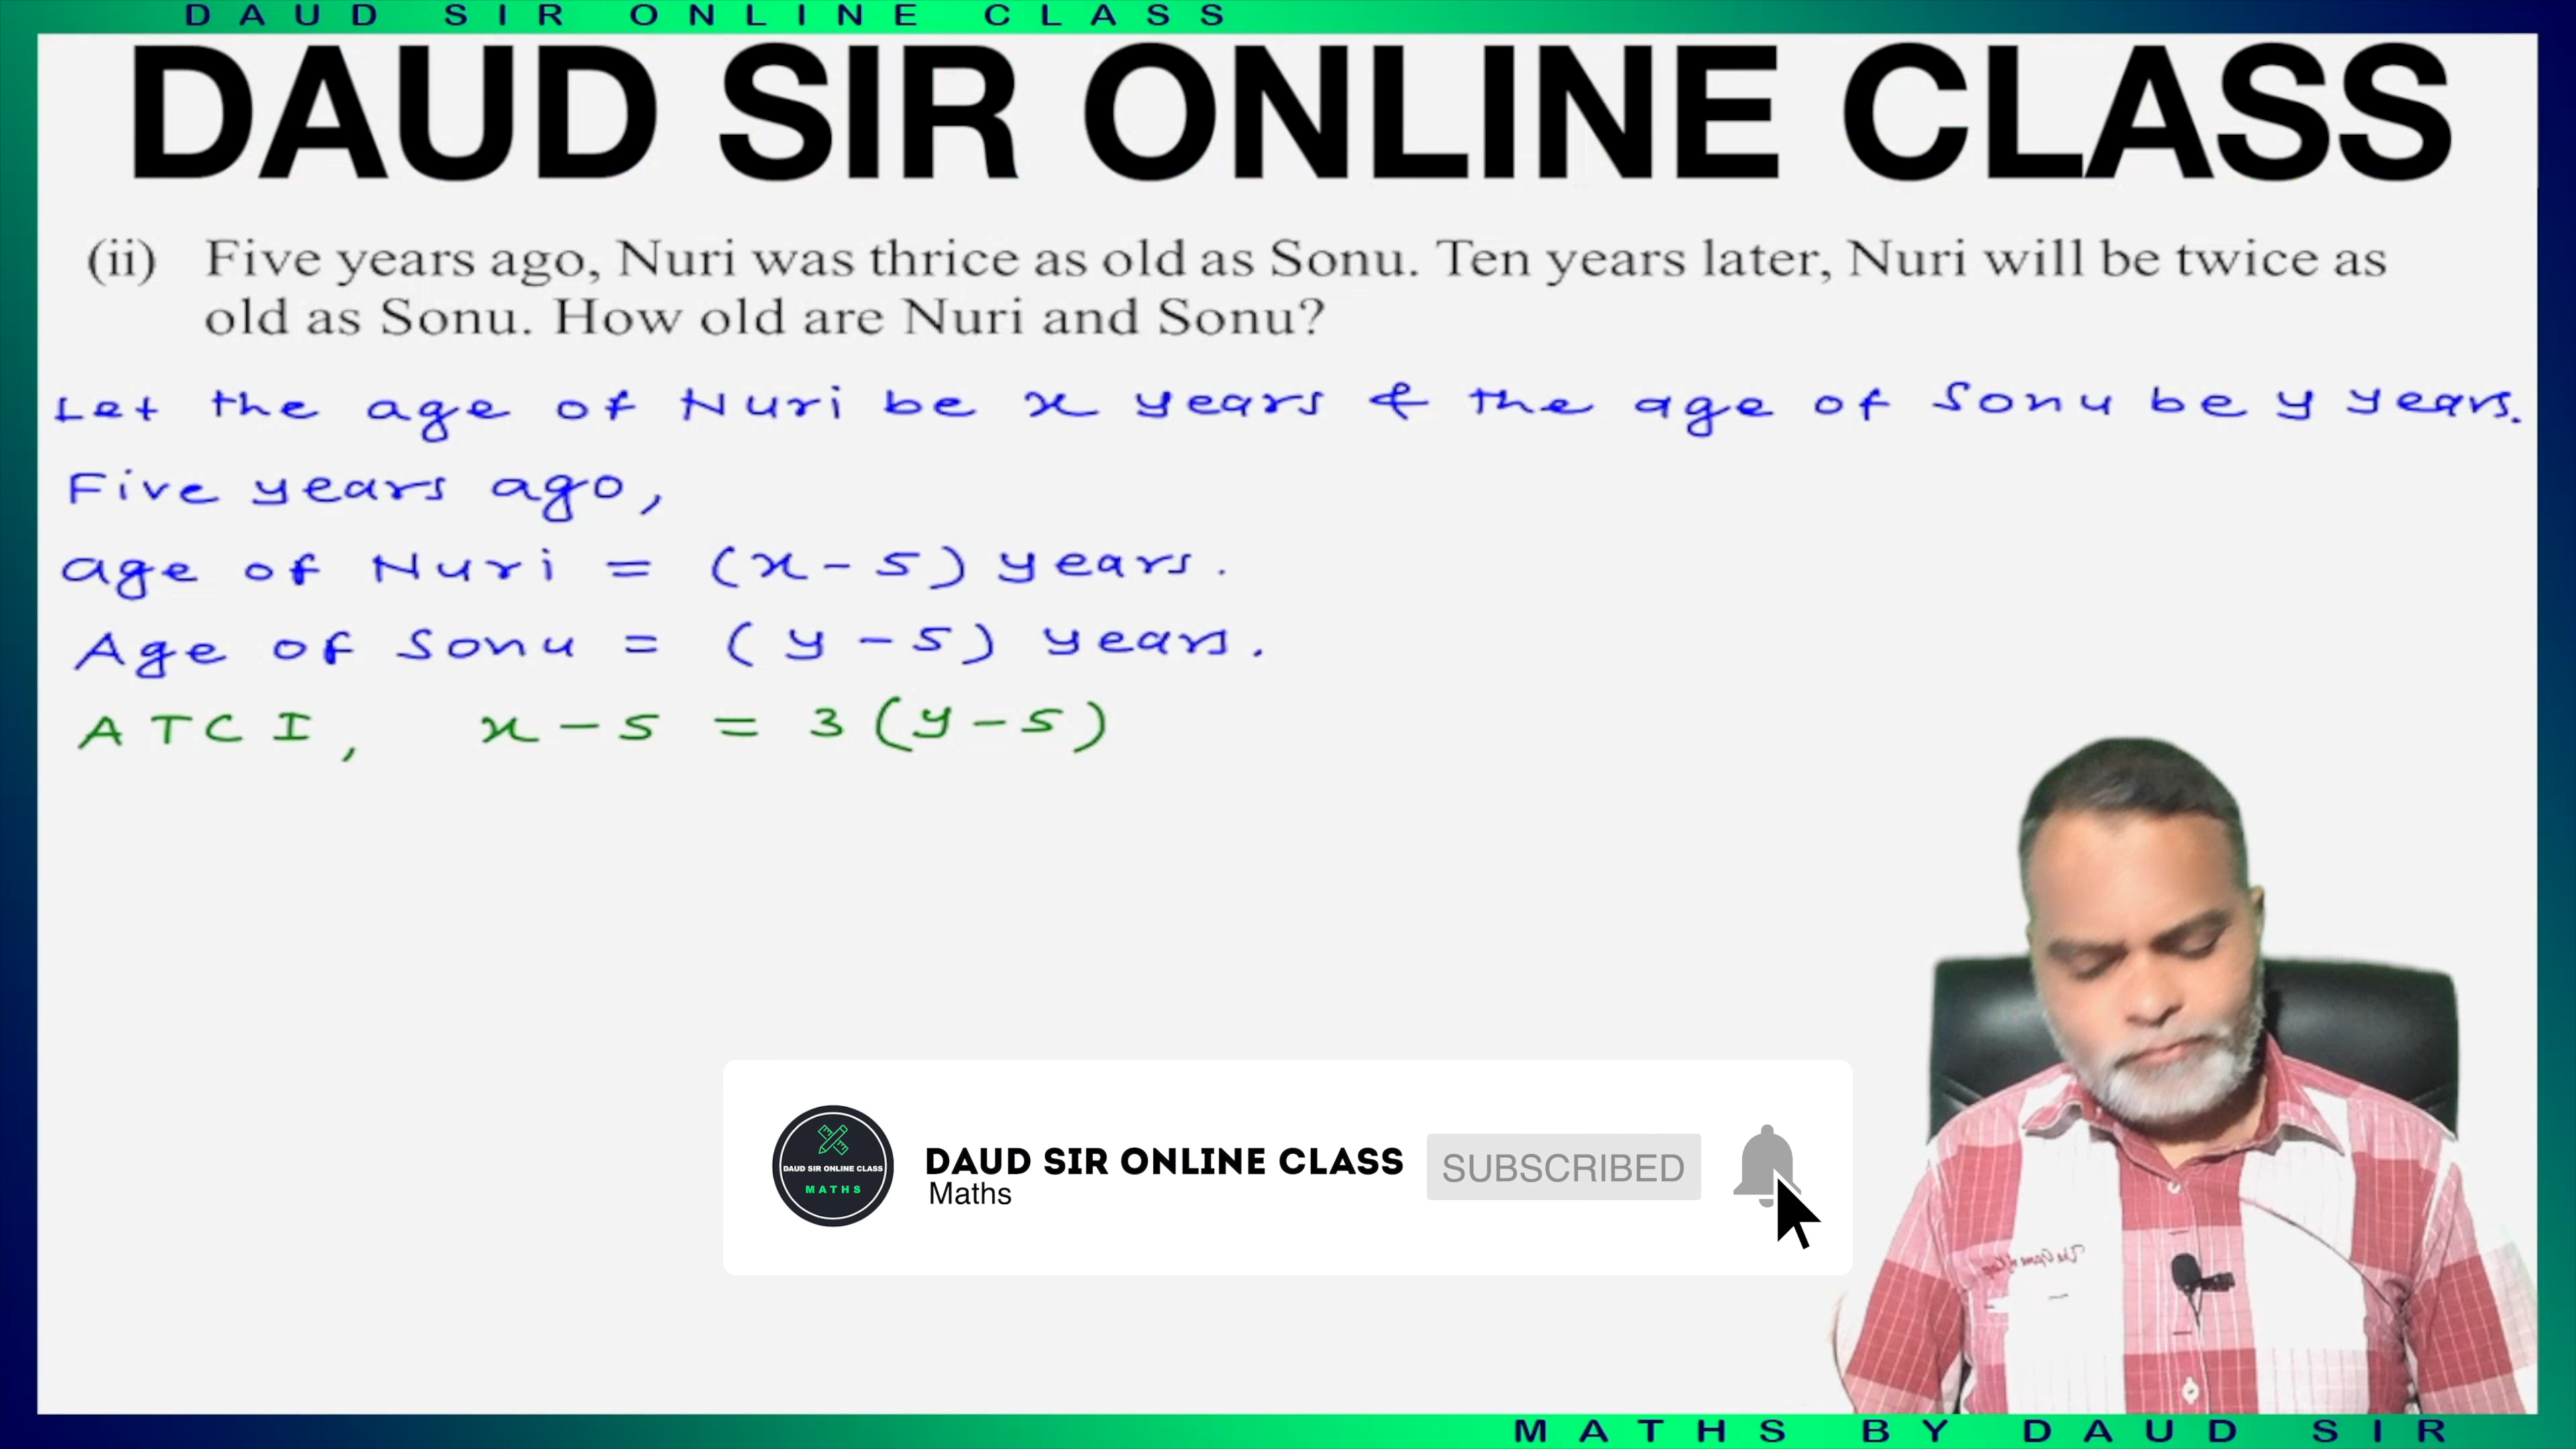 DAUD SIR ONLINE CLASS
DAUD SIR ONLINE CLASS
(ii) Five years ago, Nuri was thrice as old as Sonu. Ten years later, Nuri will be twice as
old as Sonu. How old are Nuri and Sonu?
Let the age of Nuri be x years & the age of Sonu be y years.
Five years ago,
age of Nuri = (x-5) years.
Age of Sonu = (y-5) years.
ATCI, x-5 = 3(y-5)
DAUD SIR ONLINE CLASS
MATHS
DAUD SIR ONLINE CLASS
Maths
SUBSCRIBED
MATHS BY DAUD SIR